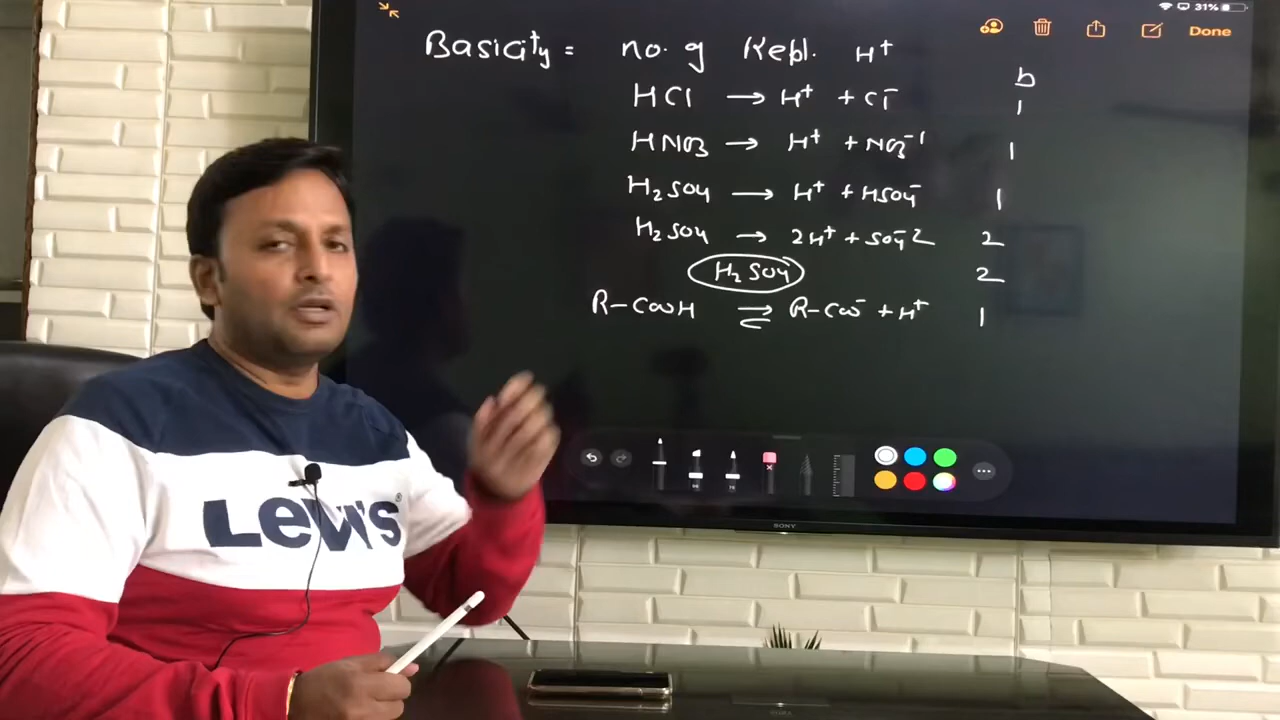 31%
Done
Basicity = no. of Repl. H⁺
b
HCl → H⁺ + Cl⁻ 1
HNO3 → H⁺ + NO3⁻¹ 1
H2SO4 → H⁺ + HSO4⁻ 1
H2SO4 → 2H⁺ + SO4⁻² 2
H2SO4 2
R-COOH ⇌ R-COO⁻ + H⁺ 1
LeVI's®
SONY